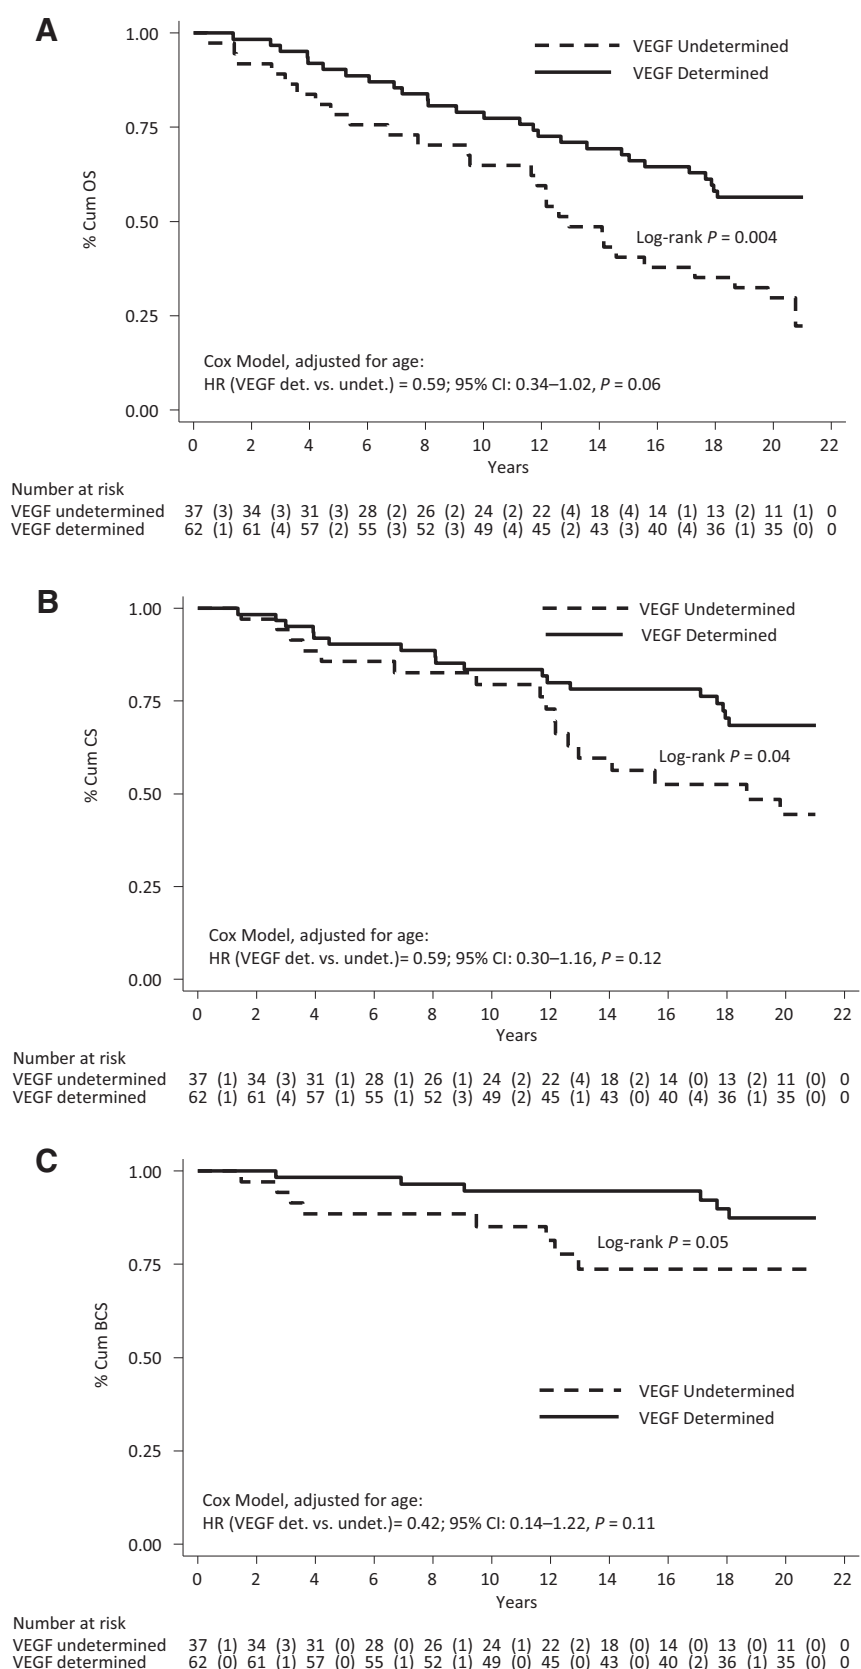 A
1.00
VEGF Undetermined
VEGF Determined
0.75
% Cum OS
0.50
Log-rank P = 0.004
0.25
Cox Model, adjusted for age:
HR (VEGF det. vs. undet.) = 0.59; 95% CI: 0.34–1.02, P = 0.06
0.00
0 2 4 6 8 10 12 14 16 18 20 22
Years
Number at risk
VEGF undetermined 37 (3) 34 (3) 31 (3) 28 (2) 26 (2) 24 (2) 22 (4) 18 (4) 14 (1) 13 (2) 11 (1) 0
VEGF determined 62 (1) 61 (4) 57 (2) 55 (3) 52 (3) 49 (4) 45 (2) 43 (3) 40 (4) 36 (1) 35 (0) 0
B
1.00
VEGF Undetermined
VEGF Determined
0.75
% Cum CS
Log-rank P = 0.04
0.50
0.25
Cox Model, adjusted for age:
HR (VEGF det. vs. undet.)= 0.59; 95% CI: 0.30–1.16, P = 0.12
0.00
0 2 4 6 8 10 12 14 16 18 20 22
Years
Number at risk
VEGF undetermined 37 (1) 34 (3) 31 (1) 28 (1) 26 (1) 24 (2) 22 (4) 18 (2) 14 (0) 13 (2) 11 (0) 0
VEGF determined 62 (1) 61 (4) 57 (1) 55 (1) 52 (3) 49 (2) 45 (1) 43 (0) 40 (4) 36 (1) 35 (0) 0
C
1.00
Log-rank P = 0.05
0.75
% Cum BCS
0.50
VEGF Undetermined
VEGF Determined
0.25
Cox Model, adjusted for age:
HR (VEGF det. vs. undet.)= 0.42; 95% CI: 0.14–1.22, P = 0.11
0.00
0 2 4 6 8 10 12 14 16 18 20 22
Years
Number at risk
VEGF undetermined 37 (1) 34 (3) 31 (0) 28 (0) 26 (1) 24 (1) 22 (2) 18 (0) 14 (0) 13 (0) 11 (0) 0
VEGF determined 62 (0) 61 (1) 57 (0) 55 (1) 52 (1) 49 (0) 45 (0) 43 (0) 40 (2) 36 (1) 35 (0) 0